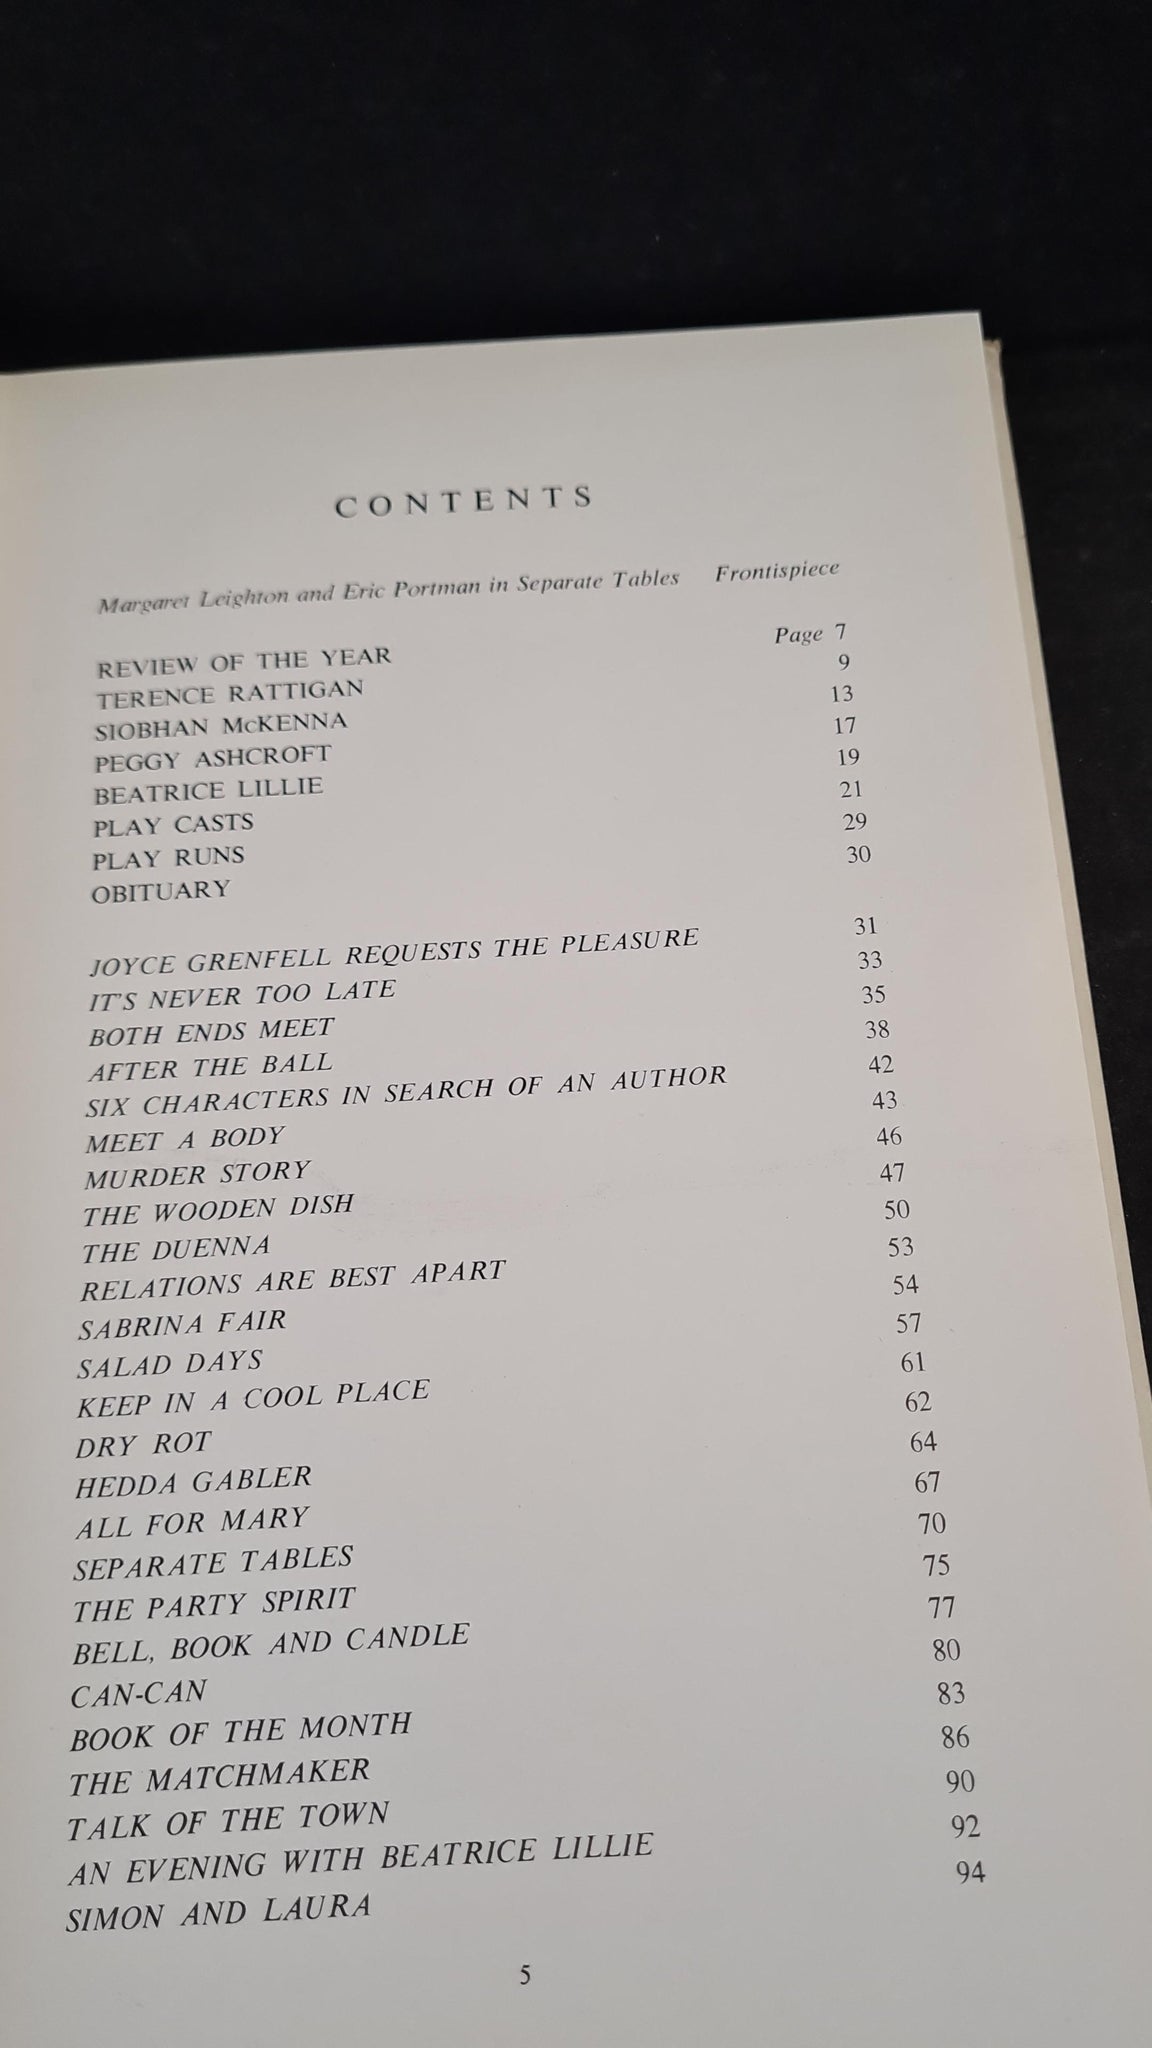 CONTENTS
Margaret Leighton and Eric Portman in Separate Tables Frontispiece
REVIEW OF THE YEAR Page 7
TERENCE RATTIGAN 9
SIOBHAN McKENNA 13
PEGGY ASHCROFT 17
BEATRICE LILLIE 19
PLAY CASTS 21
PLAY RUNS 29
OBITUARY 30
JOYCE GRENFELL REQUESTS THE PLEASURE 31
IT'S NEVER TOO LATE 33
BOTH ENDS MEET 35
AFTER THE BALL 38
SIX CHARACTERS IN SEARCH OF AN AUTHOR 42
MEET A BODY 43
MURDER STORY 46
THE WOODEN DISH 47
THE DUENNA 50
RELATIONS ARE BEST APART 53
SABRINA FAIR 54
SALAD DAYS 57
KEEP IN A COOL PLACE 61
DRY ROT 62
HEDDA GABLER 64
ALL FOR MARY 67
SEPARATE TABLES 70
THE PARTY SPIRIT 75
BELL, BOOK AND CANDLE 77
CAN-CAN 80
BOOK OF THE MONTH 83
THE MATCHMAKER 86
TALK OF THE TOWN 90
AN EVENING WITH BEATRICE LILLIE 92
SIMON AND LAURA 94
5